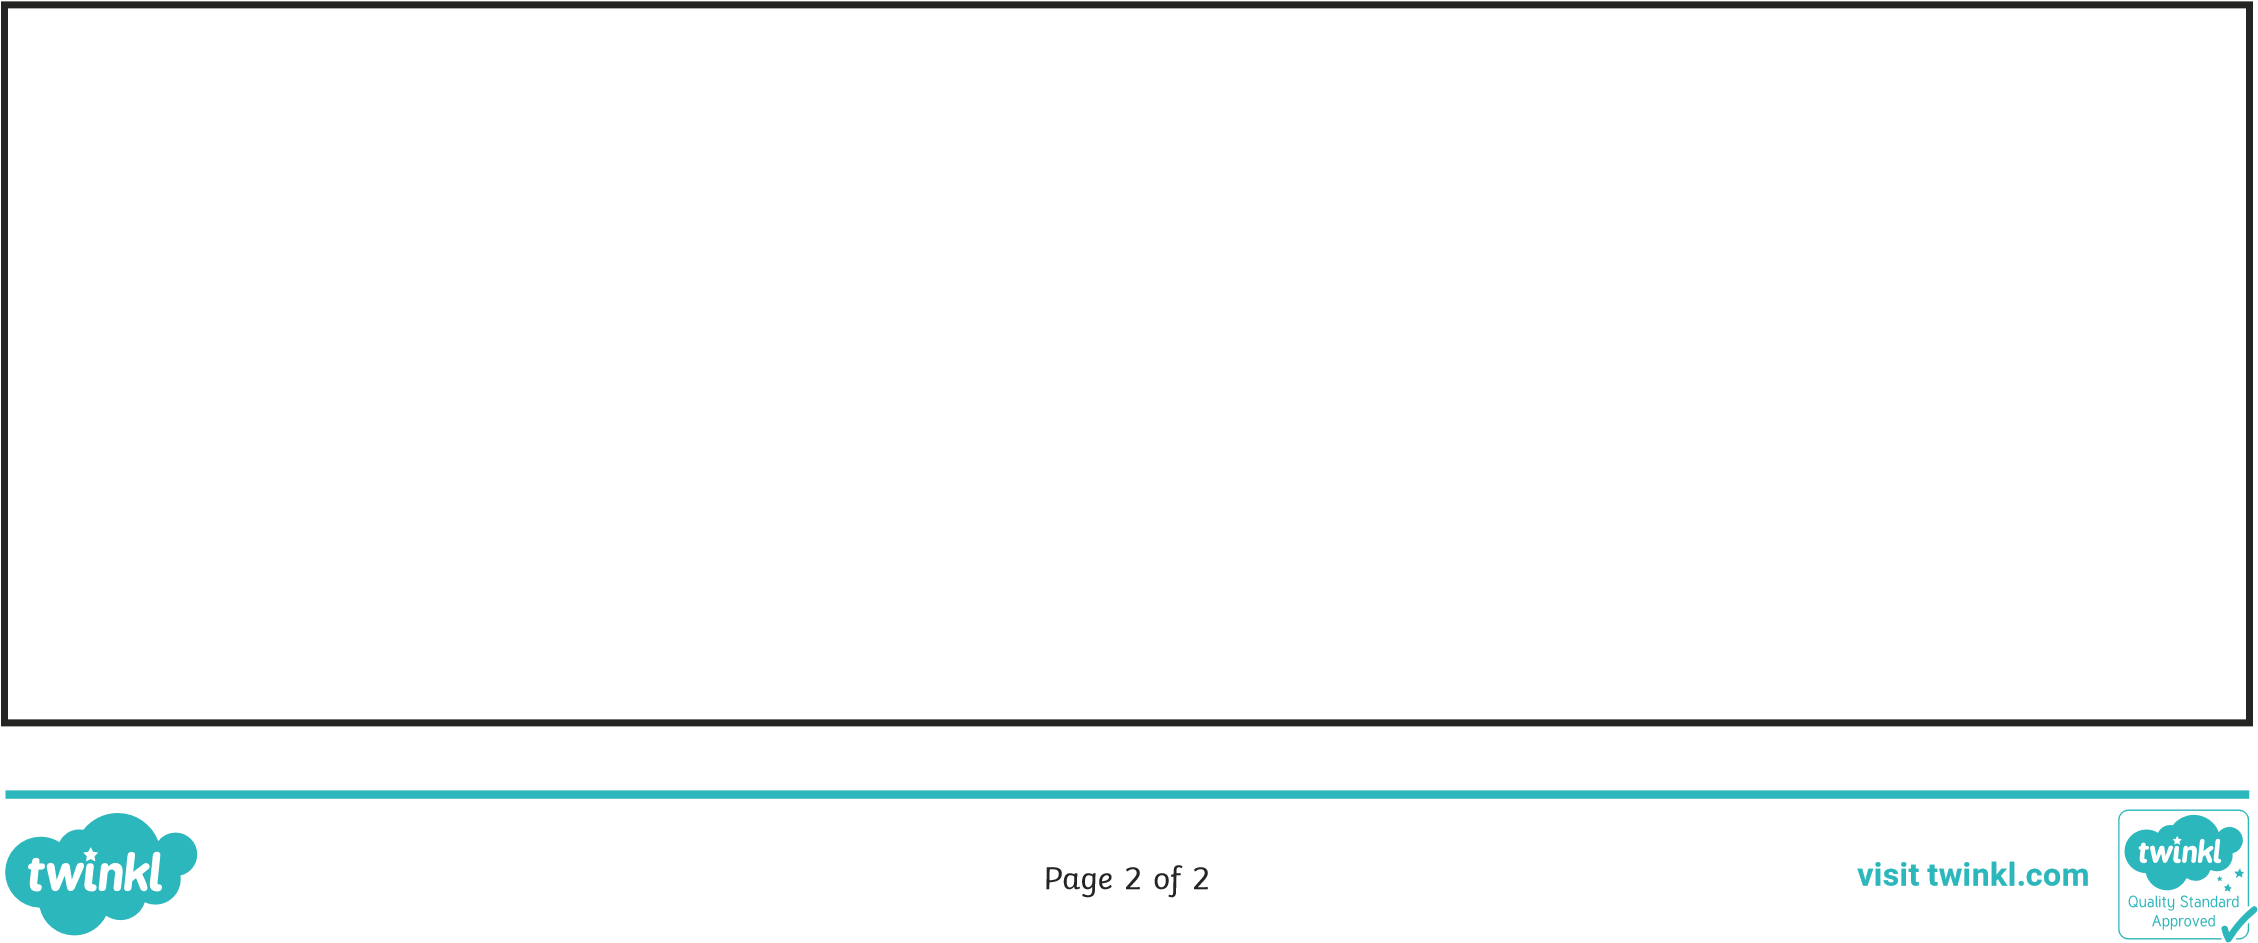 twinkl
Page 2 of 2
visit twinkl.com
twinkl
Quality Standard
Approved